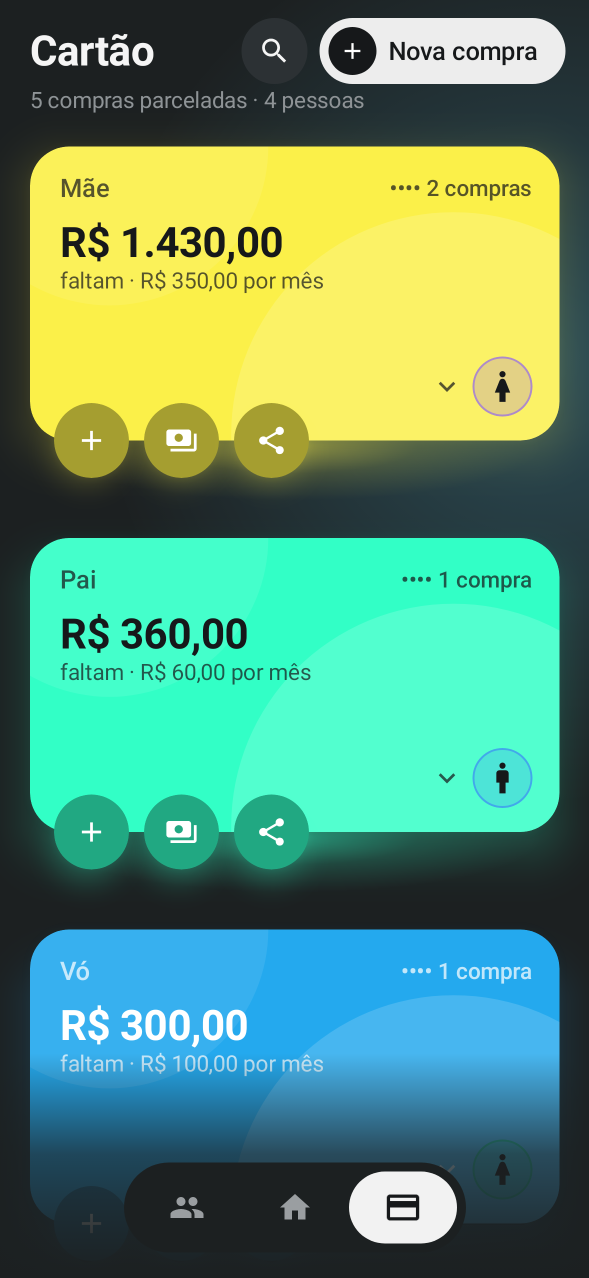 Cartão
Nova compra
5 compras parceladas · 4 pessoas
Mãe
•••• 2 compras
R$ 1.430,00
faltam · R$ 350,00 por mês
Pai
•••• 1 compra
R$ 360,00
faltam · R$ 60,00 por mês
Vó
•••• 1 compra
R$ 300,00
faltam · R$ 100,00 por mês